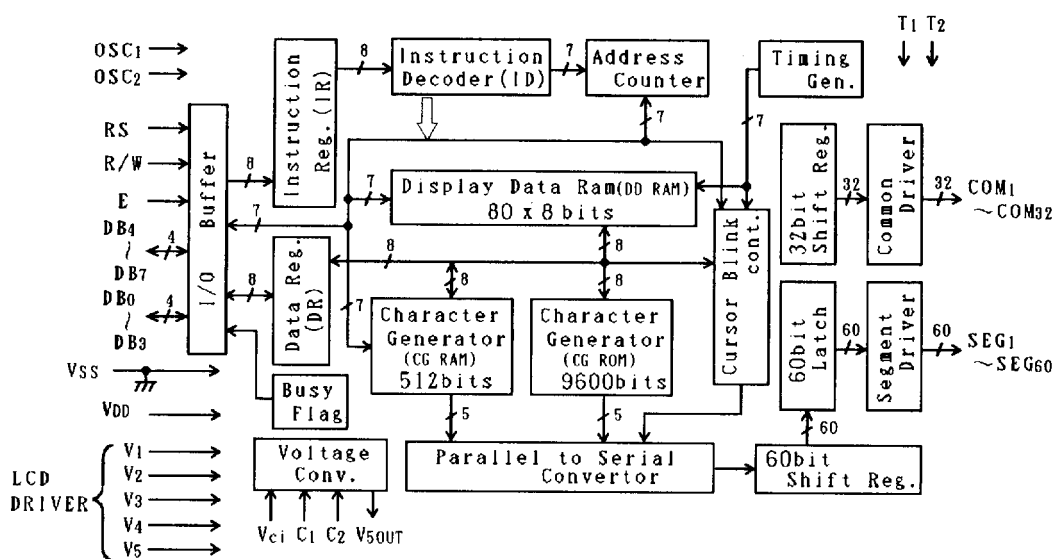 OSC1
OSC2
RS
R/W
E
DB4
~
DB7
DB0
~
DB3
VSS
VDD
LCD
DRIVER
V1
V2
V3
V4
V5
4
4
I/O Buffer
8
7
8
Instruction
Reg. (IR)
Data Reg.
(DR)
Busy
Flag
8
Instruction
Decoder(ID)
7
Address
Counter
7
Timing
Gen.
7
T1 T2
7
Display Data Ram(DD RAM)
80 x 8bits
8
8
8
8
7
Character
Generator
(CG RAM)
512bits
Character
Generator
(CG ROM)
9600bits
Cursor Blink
cont.
5
5
Parallel to Serial
Convertor
Voltage
Conv.
Vci C1 C2 V5OUT
32bit
Shift Reg.
32
Common
Driver
32
COM1
~COM32
60bit
Latch
60
Segment
Driver
60
SEG1
~SEG60
60
60bit
Shift Reg.